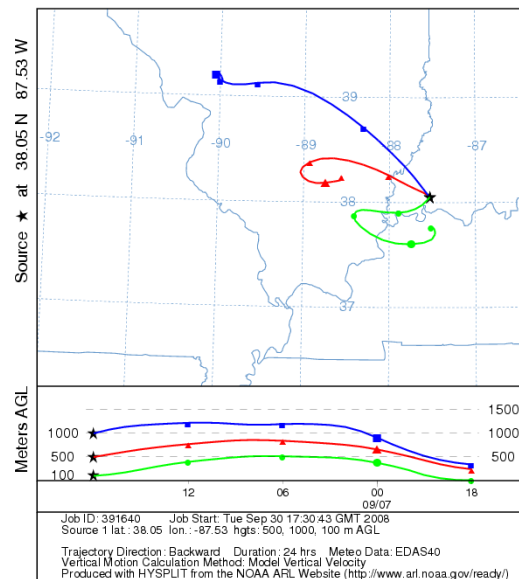 Source ★ at 38.05 N 87.53 W
39
-92
-91
-90
-89
-88
-87
38
37
Meters AGL
1500
1000
1000
500
500
100
12
06
00
18
09/07
Job ID: 391640 Job Start: Tue Sep 30 17:30:43 GMT 2008
Source 1 lat.: 38.05 lon.: -87.53 hgts: 500, 1000, 100 m AGL
Trajectory Direction: Backward Duration: 24 hrs Meteo Data: EDAS40
Vertical Motion Calculation Method: Model Vertical Velocity
Produced with HYSPLIT from the NOAA ARL Website (http://www.arl.noaa.gov/ready/)